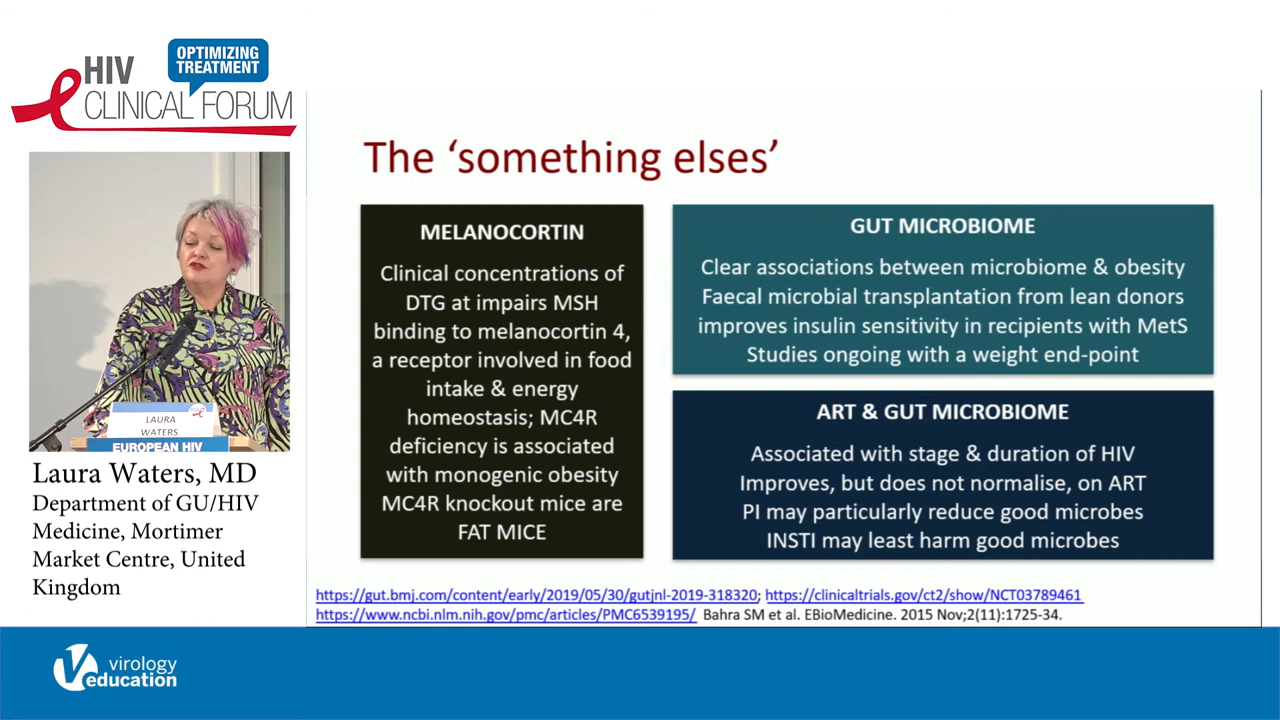 OPTIMIZING
TREATMENT
HIV
CLINICAL FORUM
LAURA
WATERS
EUROPEAN HIV
Laura Waters, MD
Department of GU/HIV
Medicine, Mortimer
Market Centre, United
Kingdom
The ‘something elses’
MELANOCORTIN
Clinical concentrations of
DTG at impairs MSH
binding to melanocortin 4,
a receptor involved in food
intake & energy
homeostasis; MC4R
deficiency is associated
with monogenic obesity
MC4R knockout mice are
FAT MICE
GUT MICROBIOME
Clear associations between microbiome & obesity
Faecal microbial transplantation from lean donors
improves insulin sensitivity in recipients with MetS
Studies ongoing with a weight end-point
ART & GUT MICROBIOME
Associated with stage & duration of HIV
Improves, but does not normalise, on ART
PI may particularly reduce good microbes
INSTI may least harm good microbes
https://gut.bmj.com/content/early/2019/05/30/gutjnl-2019-318320; https://clinicaltrials.gov/ct2/show/NCT03789461
https://www.ncbi.nlm.nih.gov/pmc/articles/PMC6539195/ Bahra SM et al. EBioMedicine. 2015 Nov;2(11):1725-34.
virology
education